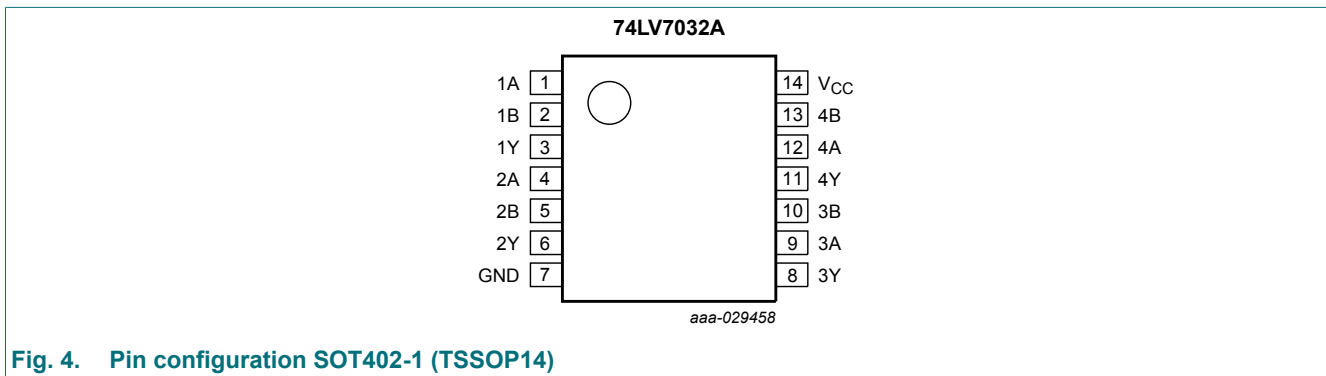 74LV7032A
1A 1 14 VCC
1B 2 13 4B
1Y 3 12 4A
2A 4 11 4Y
2B 5 10 3B
2Y 6 9 3A
GND 7 8 3Y
aaa-029458
Fig. 4. Pin configuration SOT402-1 (TSSOP14)